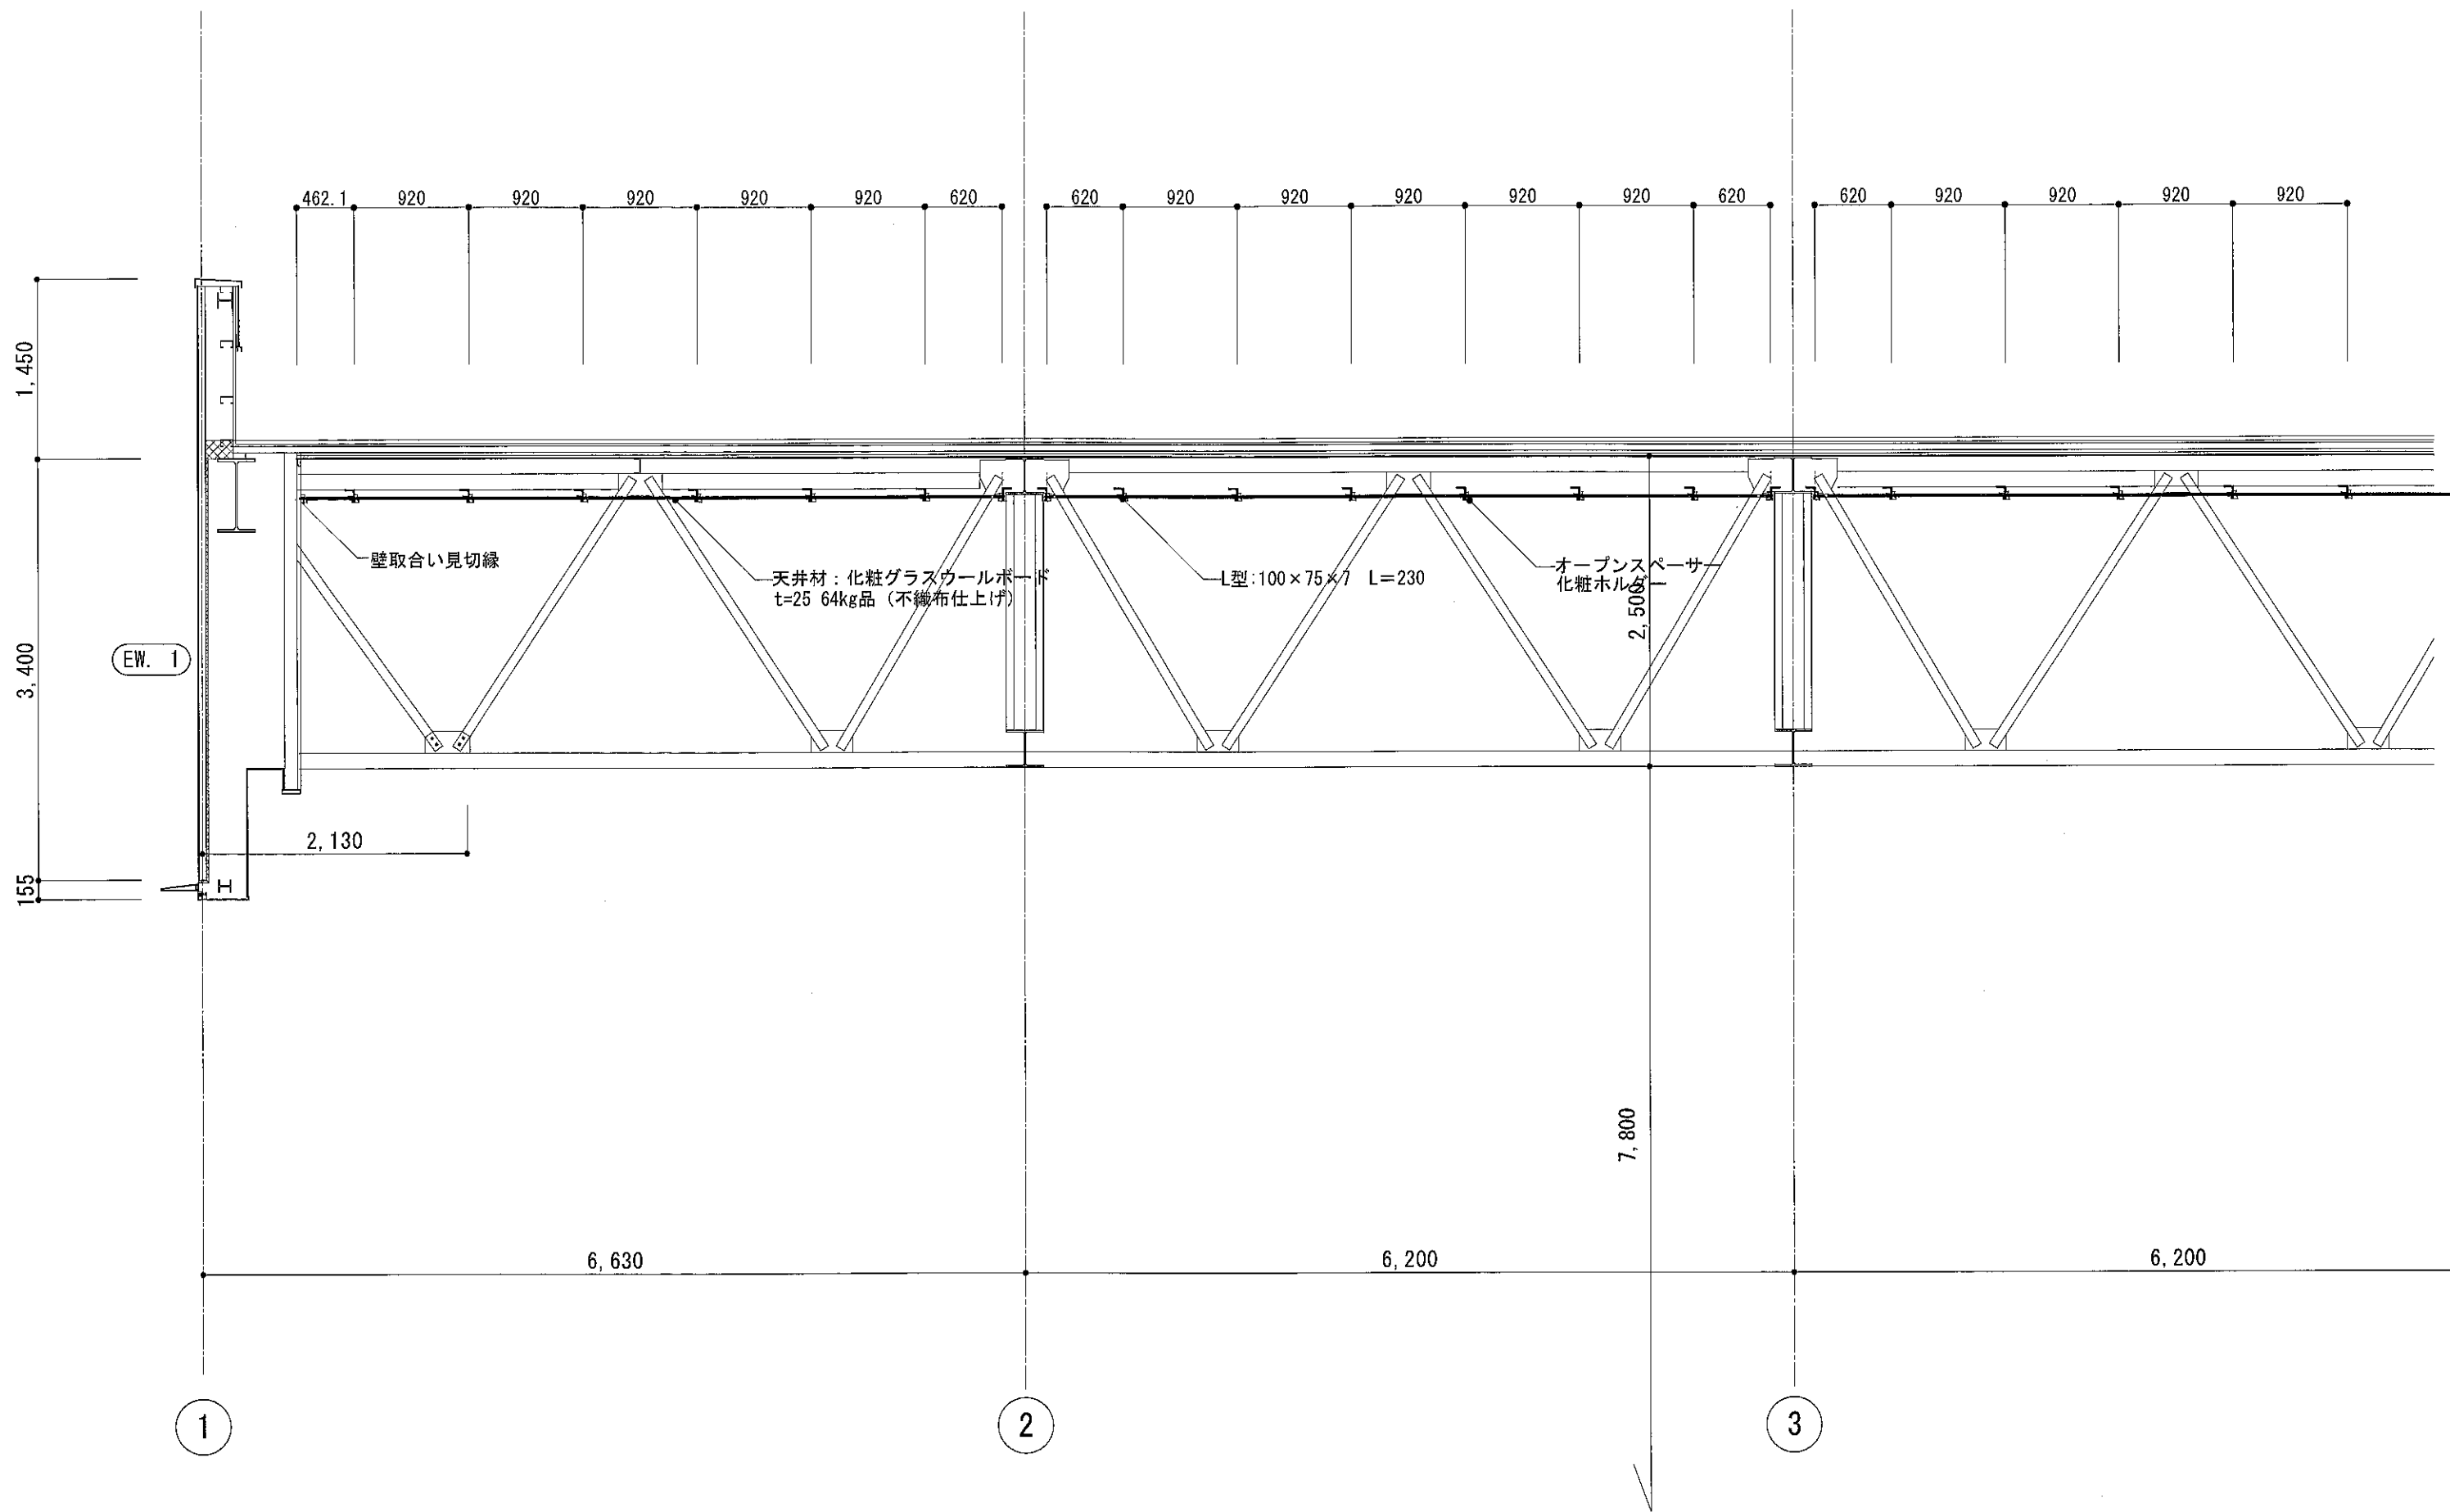 462.1 920 920 920 920 920 620 620 920 920 920 920 920 620 620 920 920 920 920
1,450
壁取合い見切縁
天井材：化粧グラスウールボード
t=25 64kg品（不織布仕上げ）
L型:100×75×7 L=230
オープンスペーサー
化粧ホルダー
2,500
EW. 1
3,400
2,130
155
7,800
6,630 6,200 6,200
1 2 3